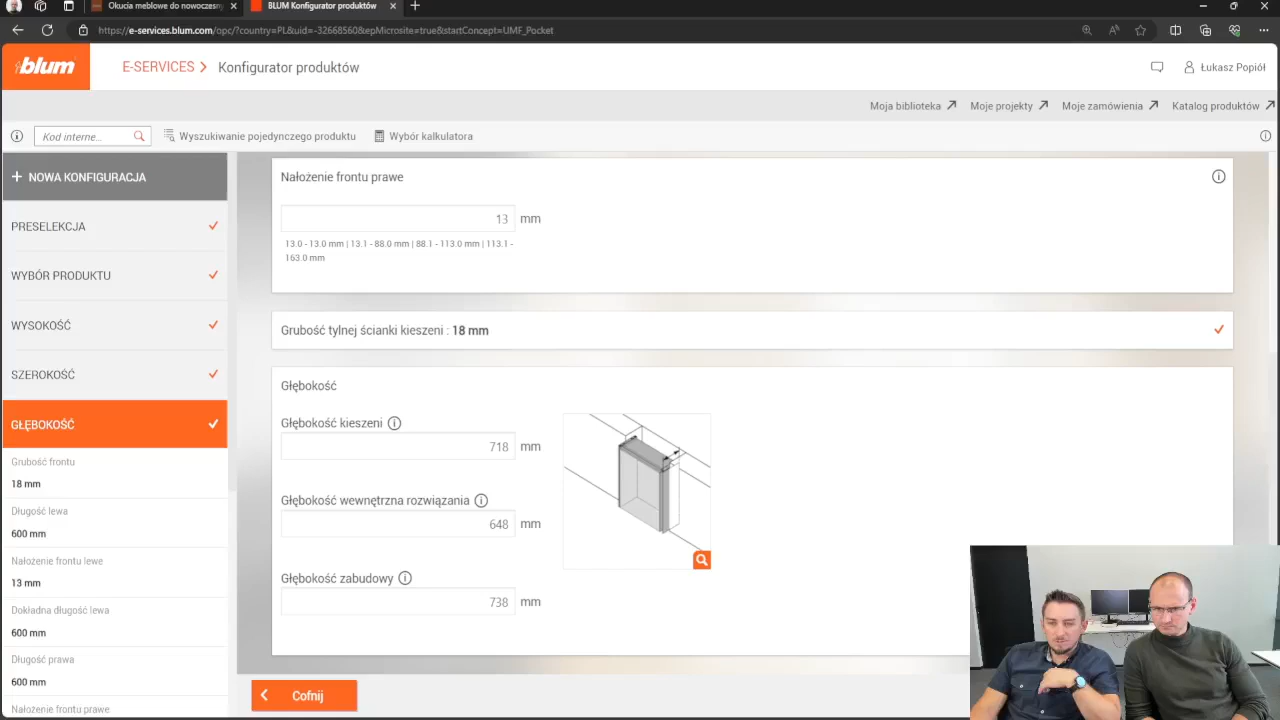 Okucia meblowe do nowoczesny
BLUM Konfigurator produktów
https://e-services.blum.com/opc/?country=PL&uid=-32668560&epMicrosite=true&startConcept=UMF_Pocket
blum
E-SERVICES
Konfigurator produktów
Łukasz Popiół
Moja biblioteka
Moje projekty
Moje zamówienia
Katalog produktów
Kod interne...
Wyszukiwanie pojedynczego produktu
Wybór kalkulatora
+ NOWA KONFIGURACJA
PRESELEKCJA
WYBÓR PRODUKTU
WYSOKOŚĆ
SZEROKOŚĆ
GŁĘBOKOŚĆ
Grubość frontu
18 mm
Długość lewa
600 mm
Nałożenie frontu lewe
13 mm
Dokładna długość lewa
600 mm
Długość prawa
600 mm
Nałożenie frontu prawe
Nałożenie frontu prawe
13 mm
13.0 - 13.0 mm | 13.1 - 88.0 mm | 88.1 - 113.0 mm | 113.1 -
163.0 mm
Grubość tylnej ścianki kieszeni : 18 mm
Głębokość
Głębokość kieszeni
718 mm
Głębokość wewnętrzna rozwiązania
648 mm
Głębokość zabudowy
738 mm
Cofnij